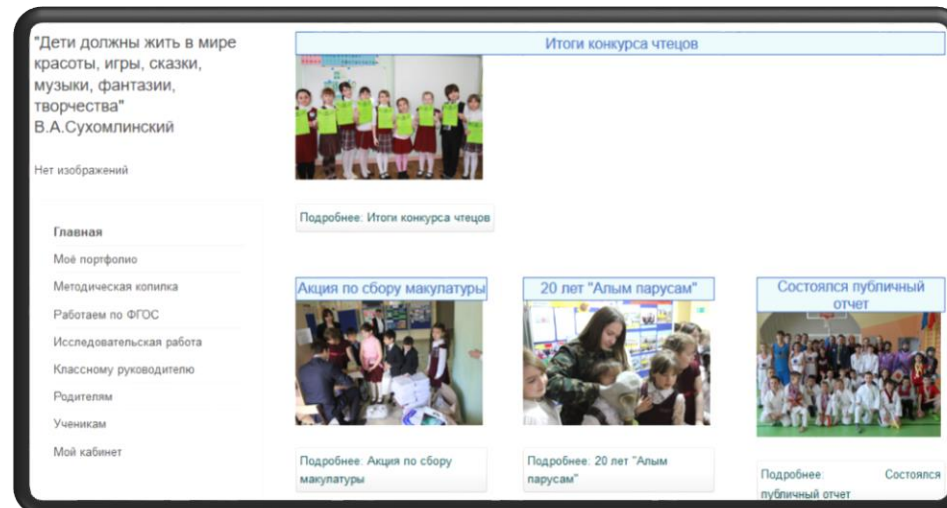 "Дети должны жить в мире
красоты, игры, сказки,
музыки, фантазии,
творчества"
В.А.Сухомлинский
Нет изображений
Главная
Моё портфолио
Методическая копилка
Работаем по ФГОС
Исследовательская работа
Классному руководителю
Родителям
Ученикам
Мой кабинет
Итоги конкурса чтецов
Подробнее: Итоги конкурса чтецов
Акция по сбору макулатуры
Подробнее: Акция по сбору
макулатуры
20 лет "Алым парусам"
Подробнее: 20 лет "Алым
парусам"
Состоялся публичный
отчет
Подробнее: Состоялся
публичный отчет